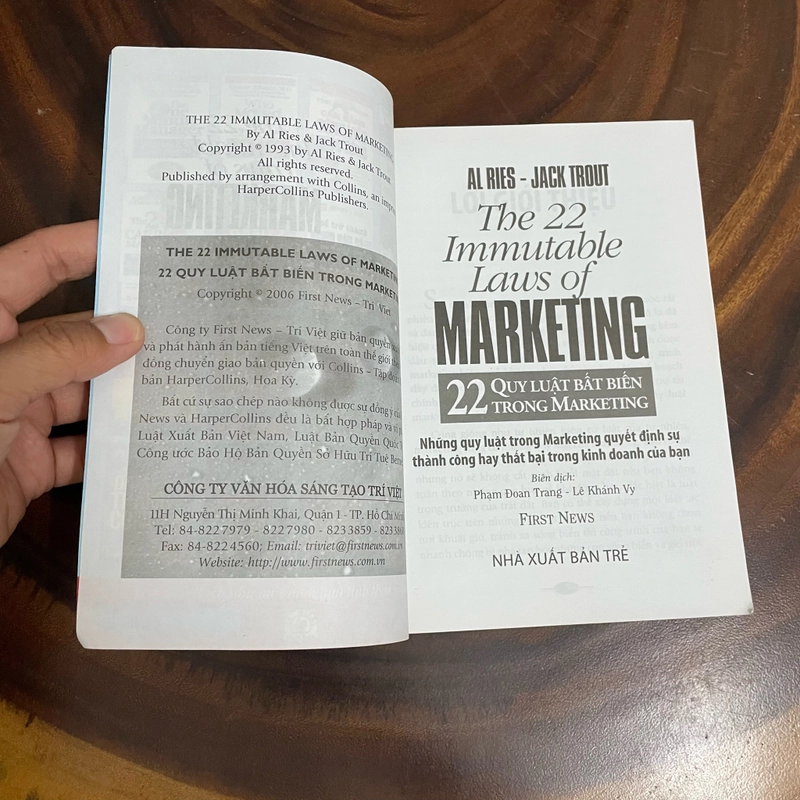 THE 22 IMMUTABLE LAWS OF MARKETING
By Al Ries & Jack Trout
Copyright © 1993 by Al Ries & Jack Trout
All rights reserved.
Published by arrangement with Collins, an
HarperCollins Publishers.
THE 22 IMMUTABLE LAWS OF MARKETING
22 QUY LUẬT BẤT BIẾN TRONG MARKETING
Copyright © 2006 First News – Trí Việt
Công ty First News – Trí Việt giữ bản quyền
và phát hành ấn bản tiếng Việt trên toàn thế giới
đồng chuyển giao bản quyền với Collins – Tập
bản HarperCollins, Hoa Kỳ.
Bất cứ sự sao chép nào không được sự đồng ý
News và HarperCollins đều là bất hợp pháp và
Luật Xuất Bản Việt Nam, Luật Bản Quyền Quốc
Công ước Bảo Hộ Bản Quyền Sở Hữu Trí Tuệ
CÔNG TY VĂN HÓA SÁNG TẠO TRÍ VIỆT
11H Nguyễn Thị Minh Khai, Quận 1 - TP. Hồ Chí
Tel: 84-8227979 - 8227980 - 8233859 -
Fax: 84-8224560; Email: triviet@firstnews.com.vn
Website: http://www.firstnews.com.vn
AL RIES – JACK TROUT
The 22
Immutable
Laws of
MARKETING
22 QUY LUẬT BẤT BIẾN
TRONG MARKETING
Những quy luật trong Marketing quyết định sự
thành công hay thất bại trong kinh doanh của bạn
Biên dịch:
Phạm Đoan Trang - Lê Khánh Vy
FIRST NEWS
NHÀ XUẤT BẢN TRẺ